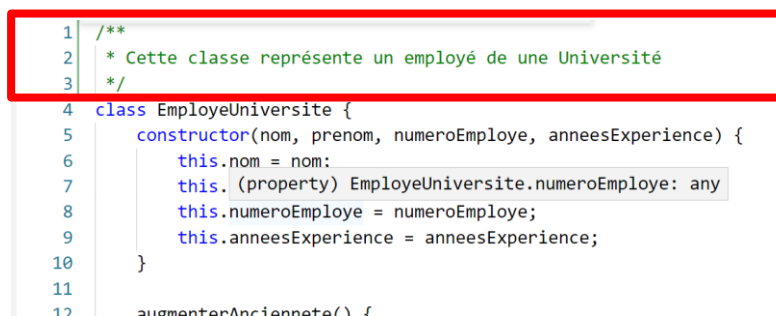 1 /**
2 * Cette classe représente un employé de une Université
3 */
4 class EmployeUniversite {
5 constructor(nom, prenom, numeroEmploye, anneesExperience) {
6 this.nom = nom;
7 this. (property) EmployeUniversite.numeroEmploye: any
8 this.numeroEmploye = numeroEmploye;
9 this.anneesExperience = anneesExperience;
10 }
11
12 augmenterAnciennete() {